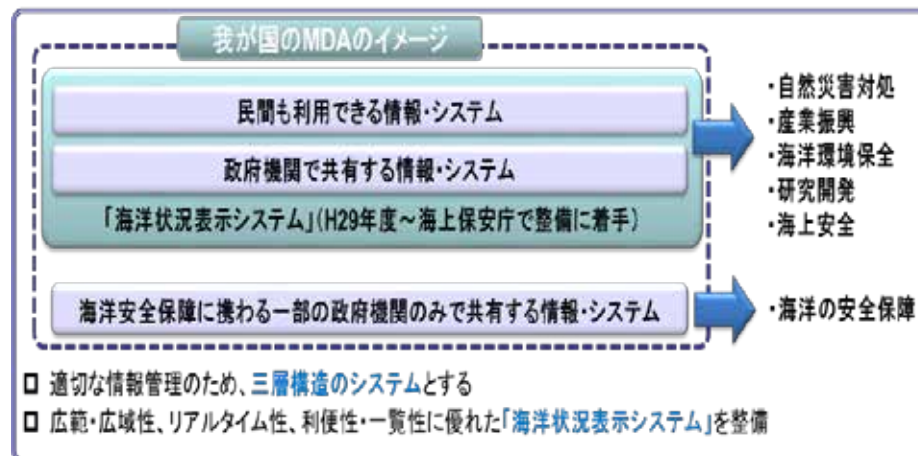 我が国のMDAのイメージ
民間も利用できる情報・システム
政府機関で共有する情報・システム
「海洋状況表示システム」(H29年度～海上保安庁で整備に着手)
・自然災害対処
・産業振興
・海洋環境保全
・研究開発
・海上安全
海洋安全保障に携わる一部の政府機関のみで共有する情報・システム
・海洋の安全保障
□ 適切な情報管理のため、三層構造のシステムとする
□ 広範・広域性、リアルタイム性、利便性・一覧性に優れた「海洋状況表示システム」を整備